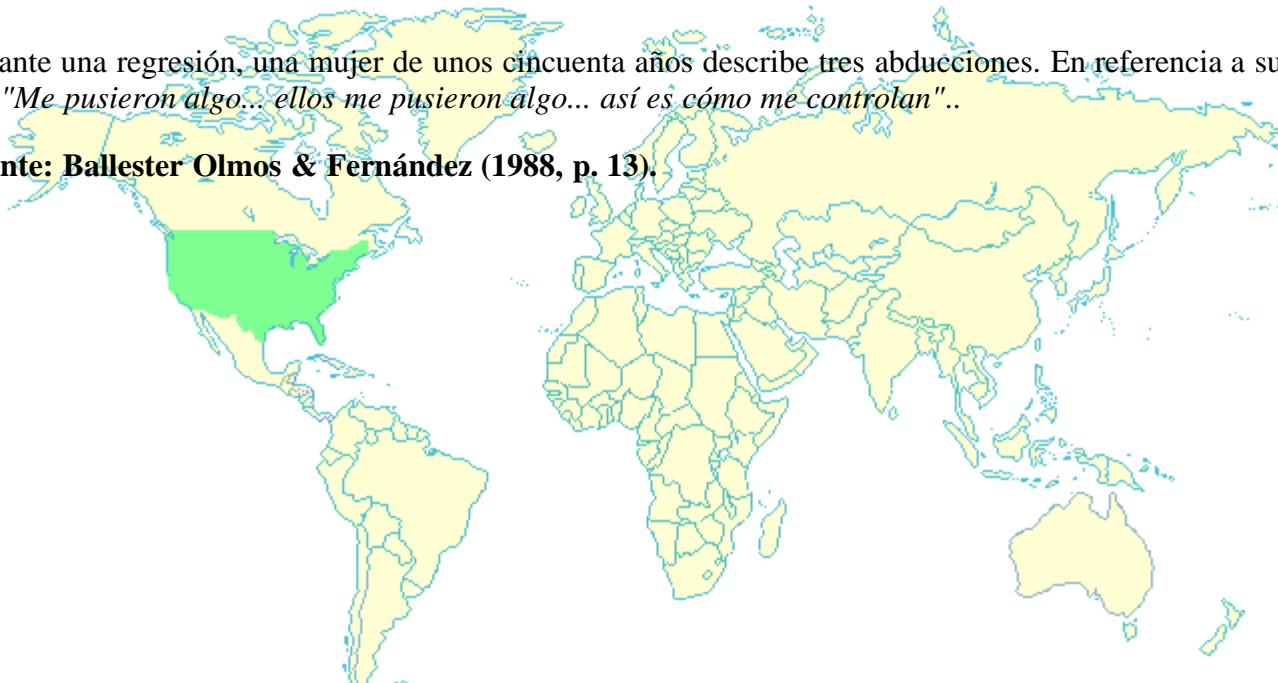 ante una regresión, una mujer de unos cincuenta años describe tres abducciones. En referencia a su
"Me pusieron algo... ellos me pusieron algo... así es cómo me controlan"..
nte: Ballester Olmos & Fernández (1988, p. 13).